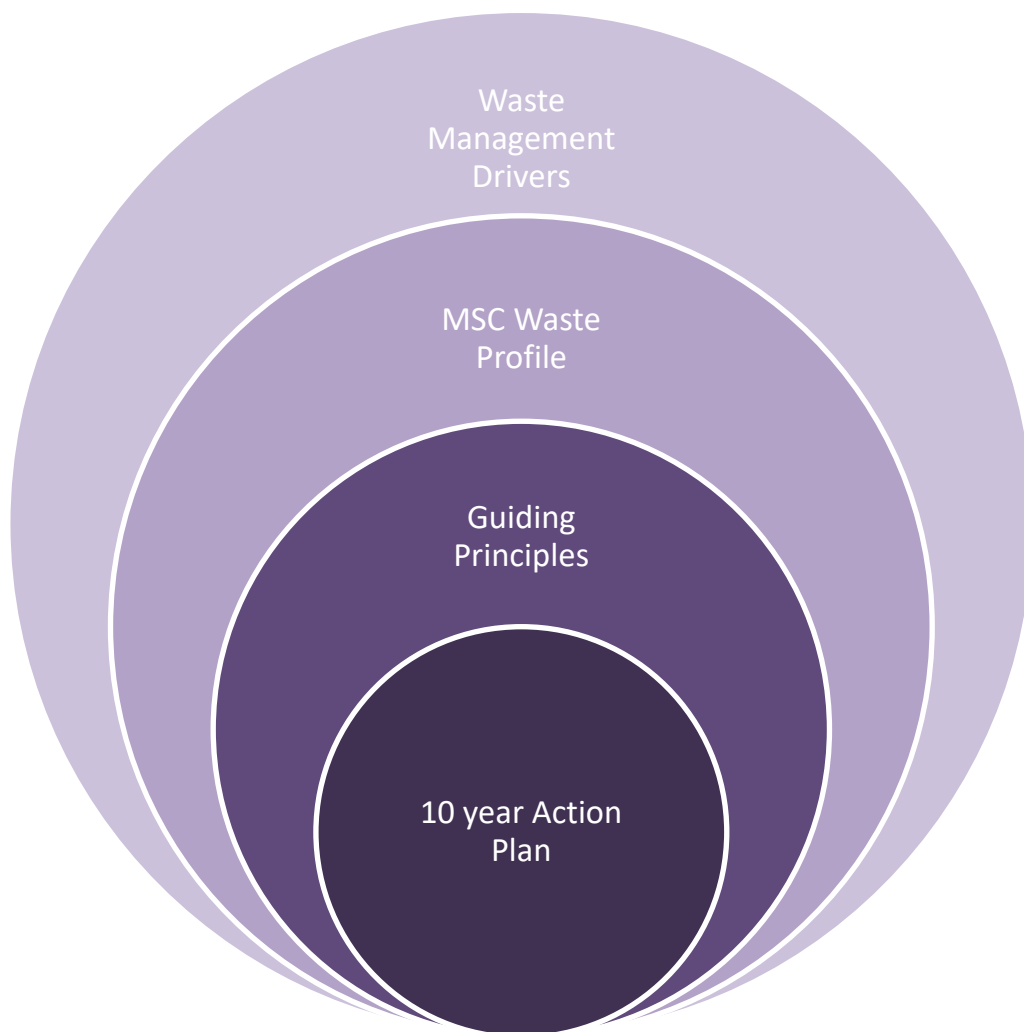 Waste
Management
Drivers
MSC Waste
Profile
Guiding
Principles
10 year Action
Plan